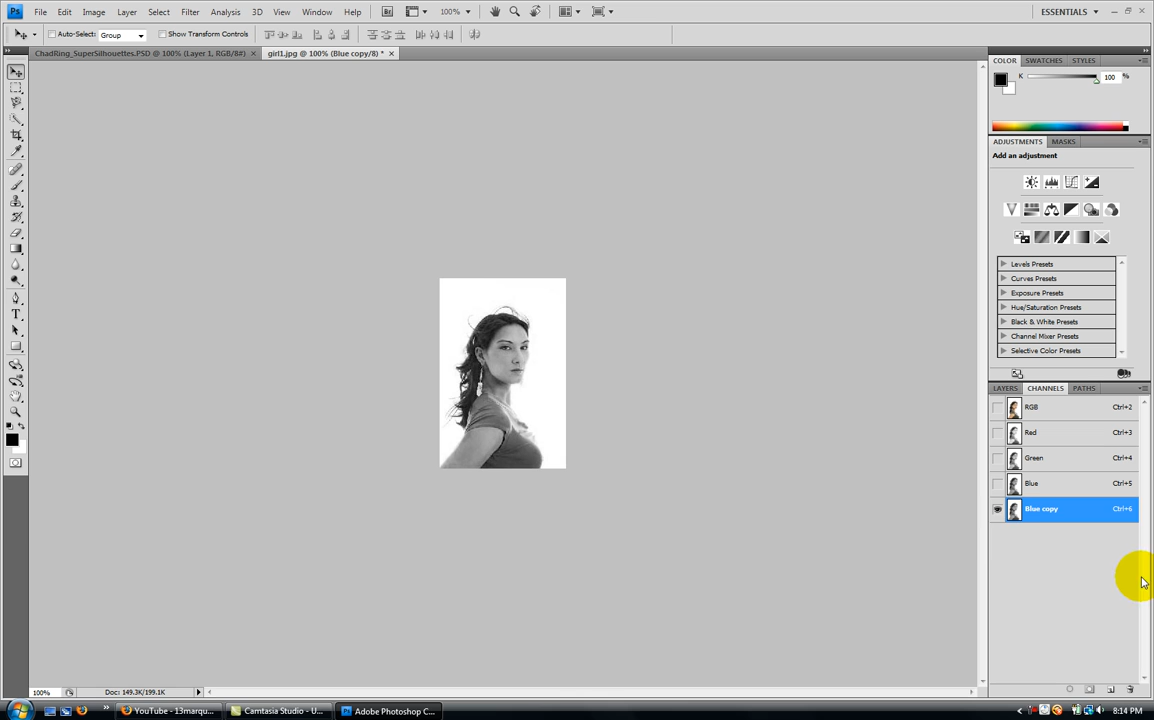 Ps File Edit Image Layer Select Filter Analysis 3D View Window Help Br 100% ESSENTIALS
Auto-Select: Group Show Transform Controls
ChadRing_SuperSilhouettes.PSD @ 100% (Layer 1, RGB/8#) × girl1.jpg @ 100% (Blue copy/8) * ×
COLOR SWATCHES STYLES
K 100 %
ADJUSTMENTS MASKS
Add an adjustment
Levels Presets
Curves Presets
Exposure Presets
Hue/Saturation Presets
Black & White Presets
Channel Mixer Presets
Selective Color Presets
LAYERS CHANNELS PATHS
RGB Ctrl+2
Red Ctrl+3
Green Ctrl+4
Blue Ctrl+5
Blue copy Ctrl+6
T
100% Doc: 149.3K/199.1K
YouTube - 13marqu... Camtasia Studio - U... Ps Adobe Photoshop C... 8:14 PM